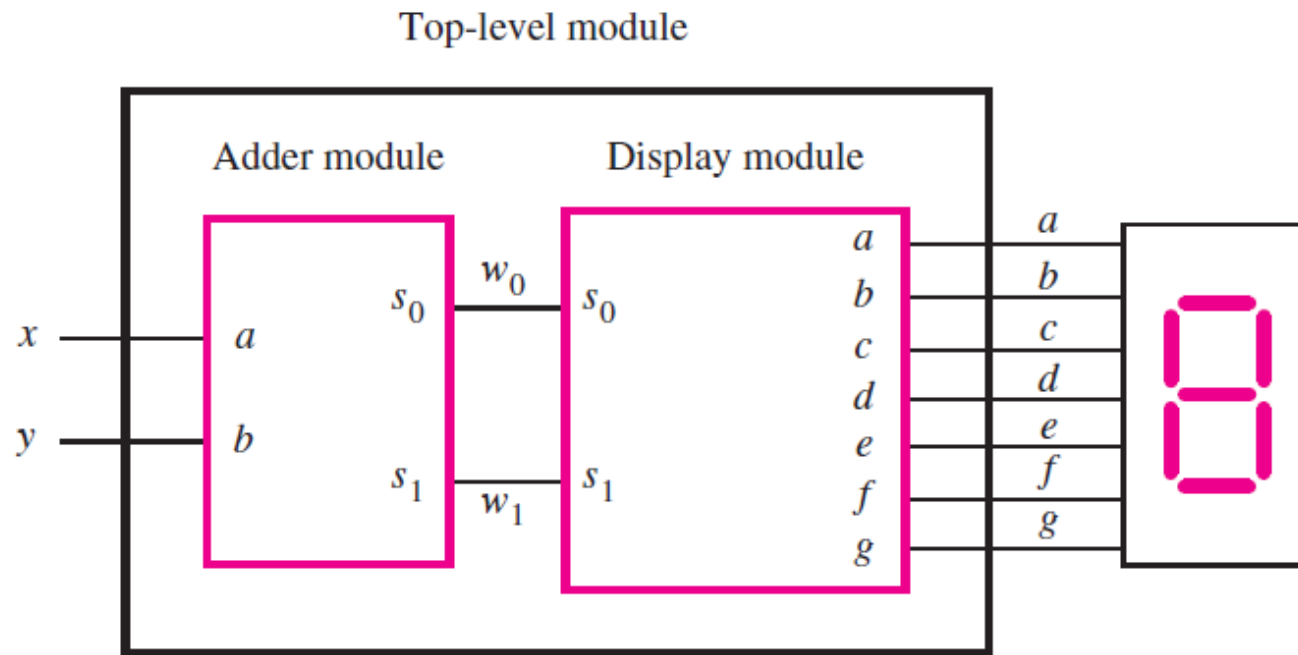 Top-level module
Adder module
Display module
x
y
a
b
s0
s1
w0
w1
s0
s1
a
b
c
d
e
f
g
a
b
c
d
e
f
g